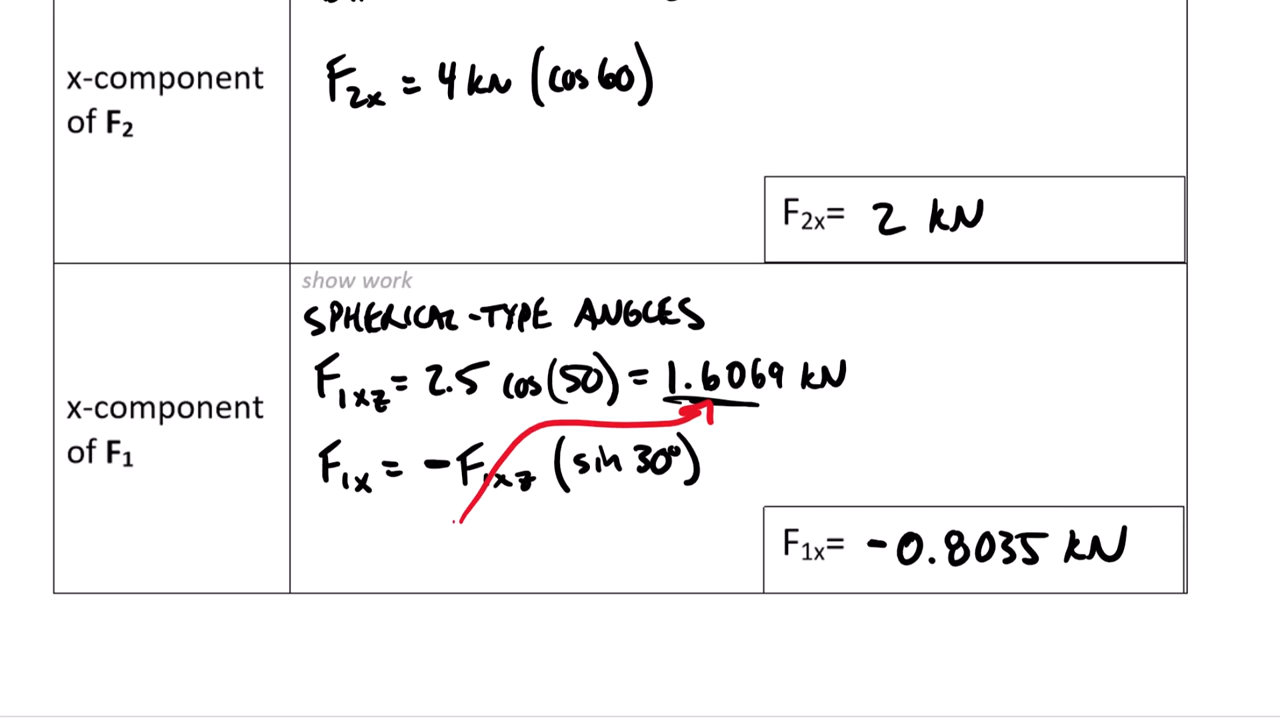 x-component
of F₂
F₂ₓ = 4 kN (cos 60)
F₂ₓ= 2 kN
show work
SPHERICAL-TYPE ANGLES
F₁ₓz = 2.5 cos(50) = 1.6069 kN
x-component
of F₁
F₁ₓ = -F₁ₓz (sin 30°)
F₁ₓ= -0.8035 kN